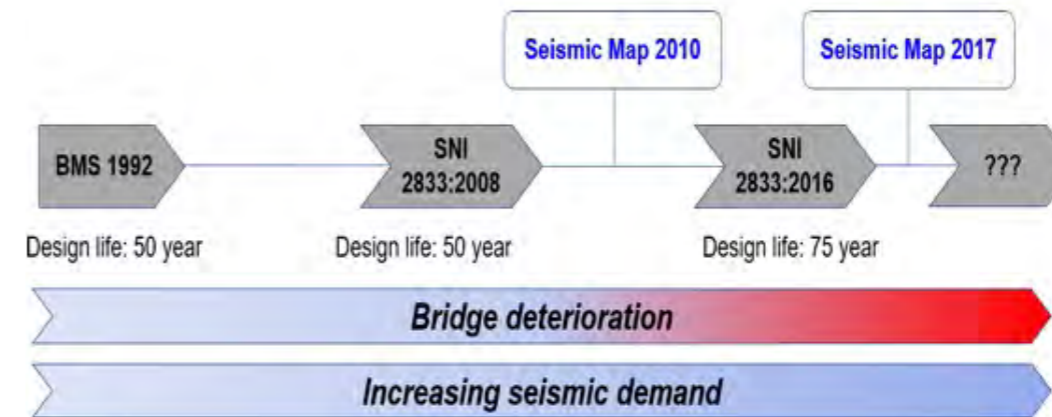 Seismic Map 2010
Seismic Map 2017
BMS 1992
SNI
2833:2008
SNI
2833:2016
???
Design life: 50 year
Design life: 50 year
Design life: 75 year
Bridge deterioration
Increasing seismic demand